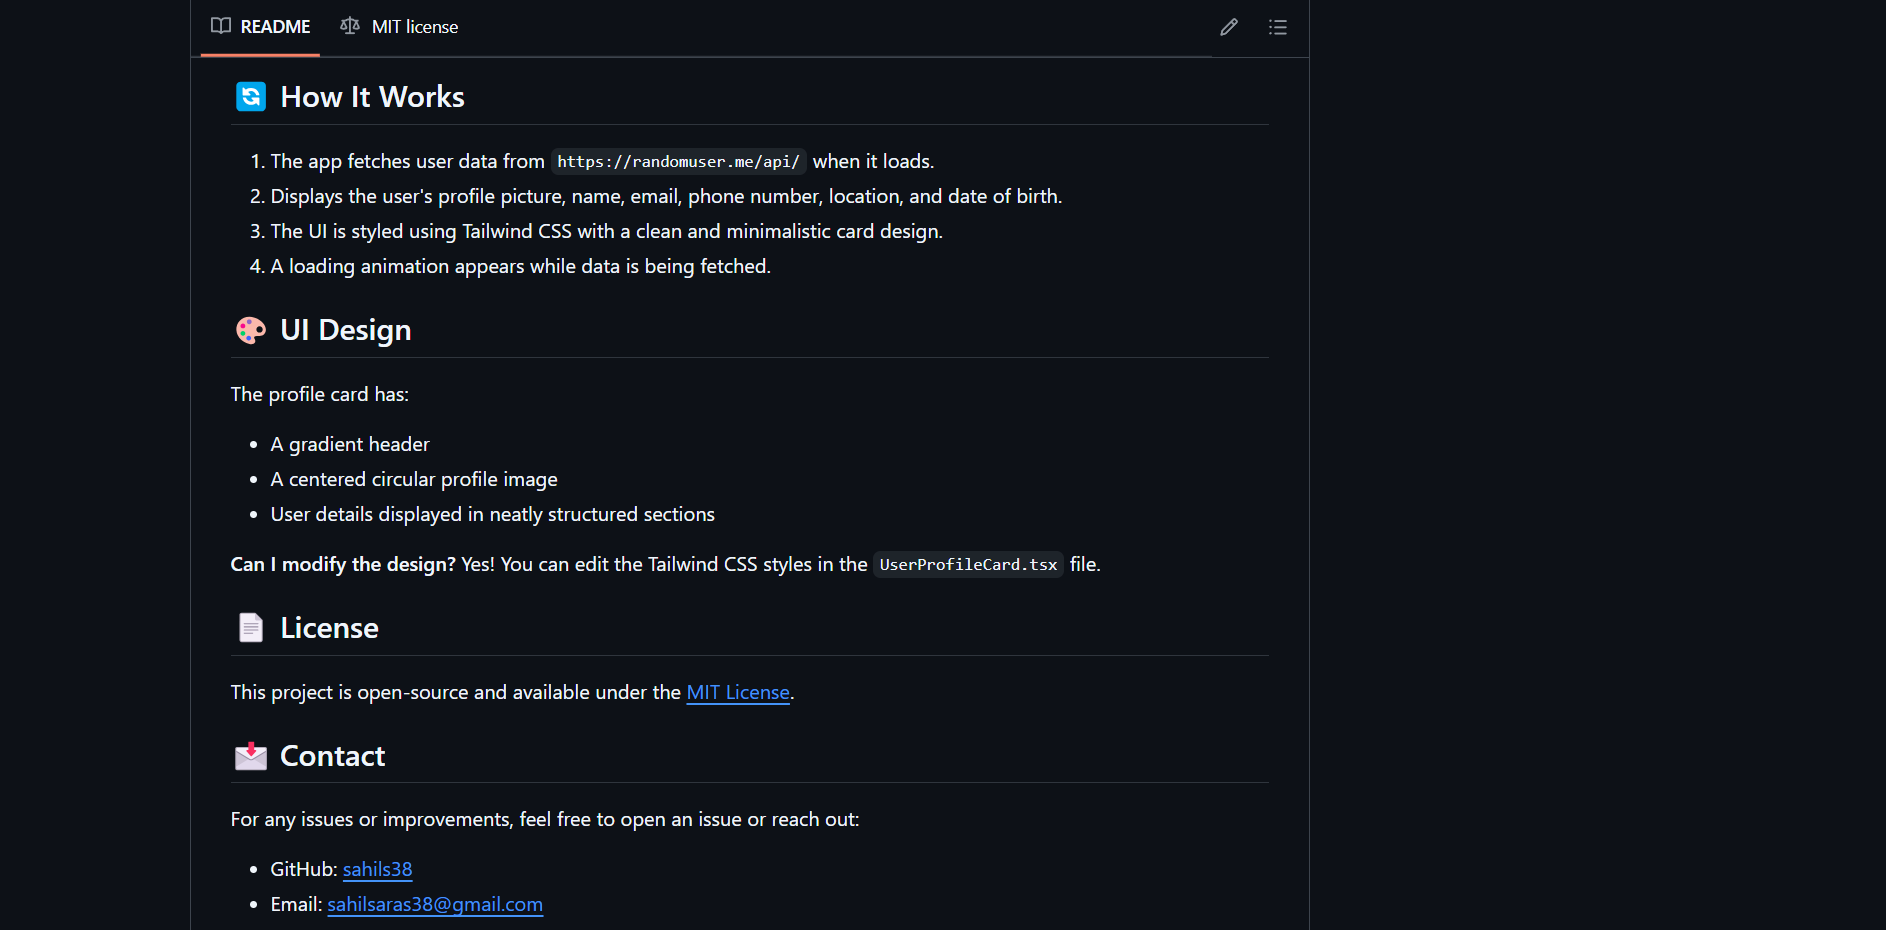 README
MIT license
How It Works
1. The app fetches user data from https://randomuser.me/api/ when it loads.
2. Displays the user's profile picture, name, email, phone number, location, and date of birth.
3. The UI is styled using Tailwind CSS with a clean and minimalistic card design.
4. A loading animation appears while data is being fetched.
UI Design
The profile card has:
• A gradient header
• A centered circular profile image
• User details displayed in neatly structured sections
Can I modify the design? Yes! You can edit the Tailwind CSS styles in the UserProfileCard.tsx file.
License
This project is open-source and available under the MIT License.
Contact
For any issues or improvements, feel free to open an issue or reach out:
• GitHub: sahils38
• Email: sahilsaras38@gmail.com